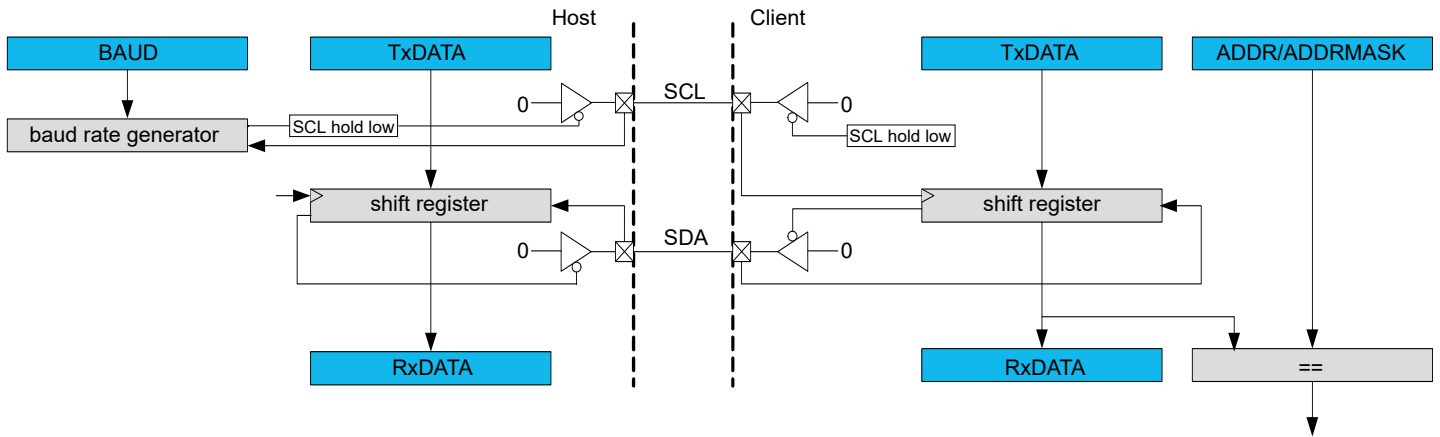 Host Client
BAUD TxDATA TxDATA ADDR/ADDRMASK
0 SCL 0
baud rate generator SCL hold low SCL hold low
shift register shift register
0 SDA 0
RxDATA RxDATA ==